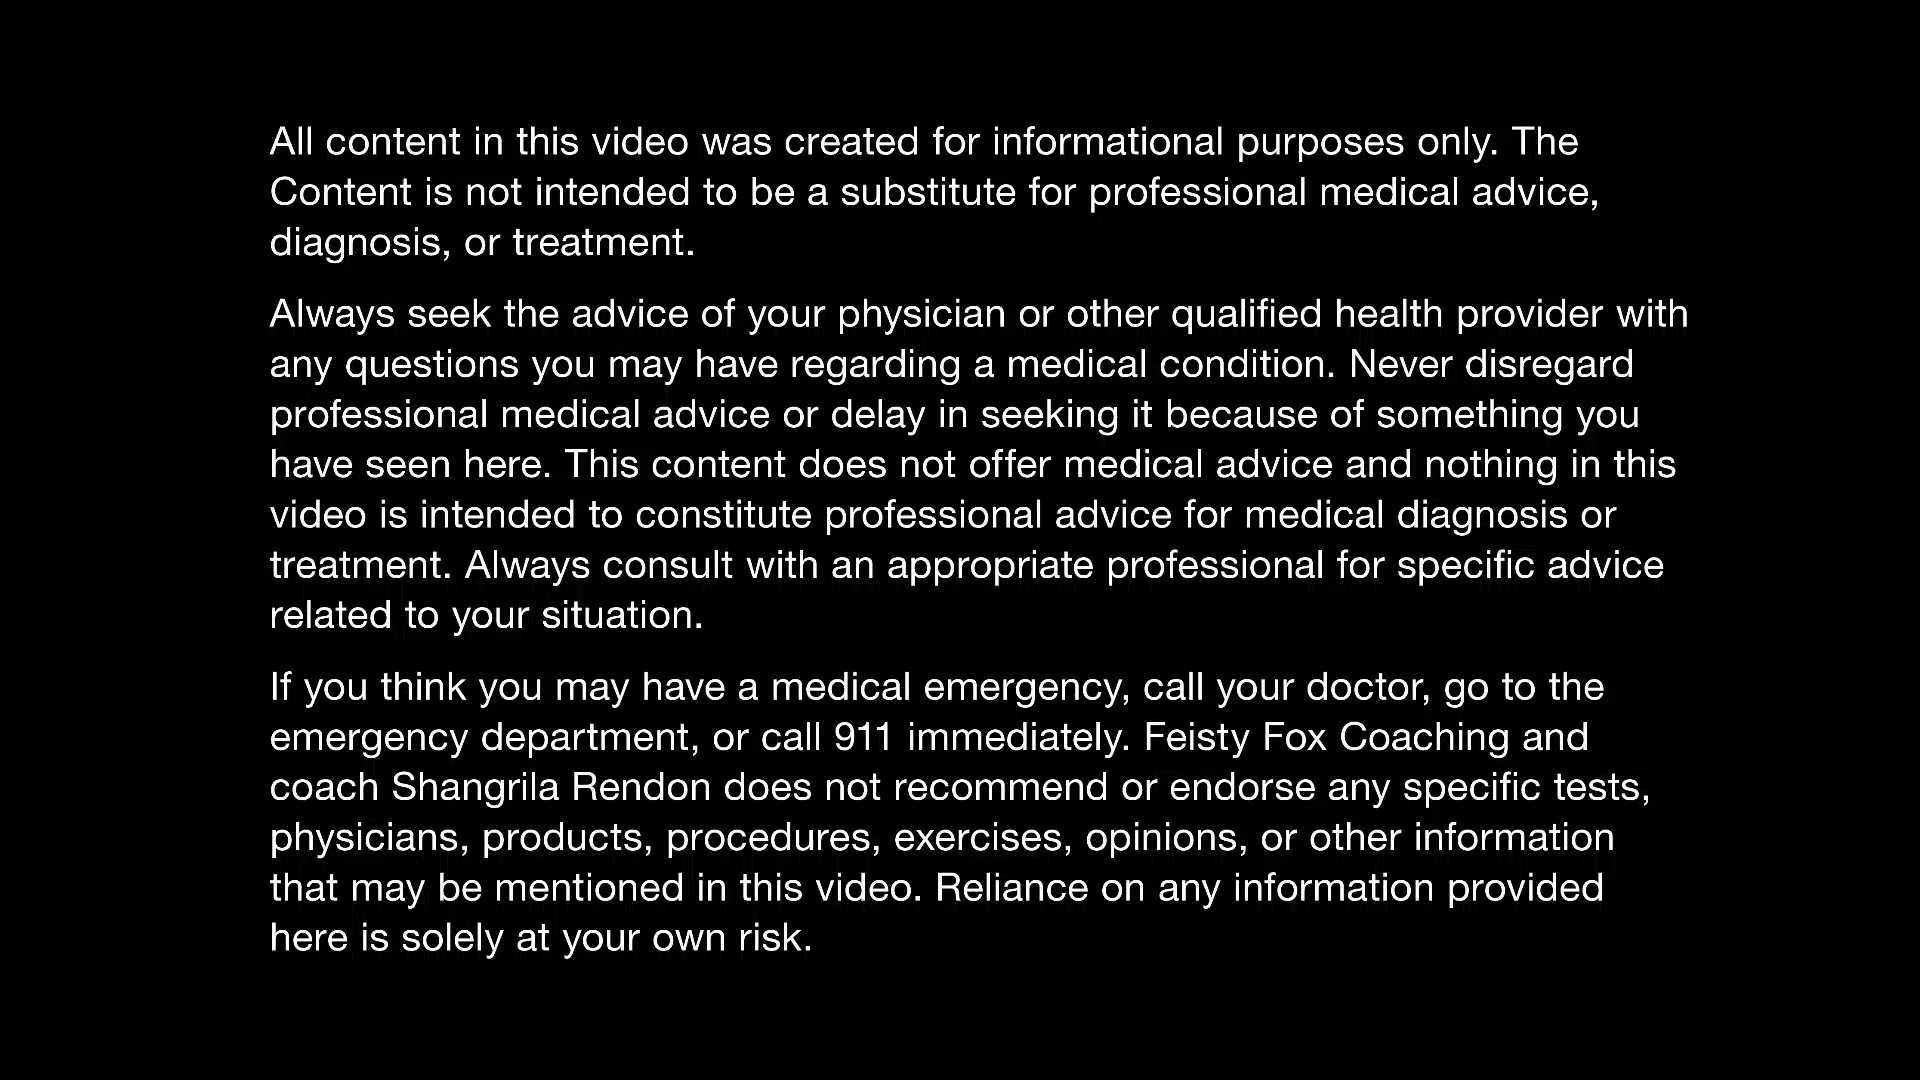 All content in this video was created for informational purposes only. The
Content is not intended to be a substitute for professional medical advice,
diagnosis, or treatment.
Always seek the advice of your physician or other qualified health provider with
any questions you may have regarding a medical condition. Never disregard
professional medical advice or delay in seeking it because of something you
have seen here. This content does not offer medical advice and nothing in this
video is intended to constitute professional advice for medical diagnosis or
treatment. Always consult with an appropriate professional for specific advice
related to your situation.
If you think you may have a medical emergency, call your doctor, go to the
emergency department, or call 911 immediately. Feisty Fox Coaching and
coach Shangrila Rendon does not recommend or endorse any specific tests,
physicians, products, procedures, exercises, opinions, or other information
that may be mentioned in this video. Reliance on any information provided
here is solely at your own risk.